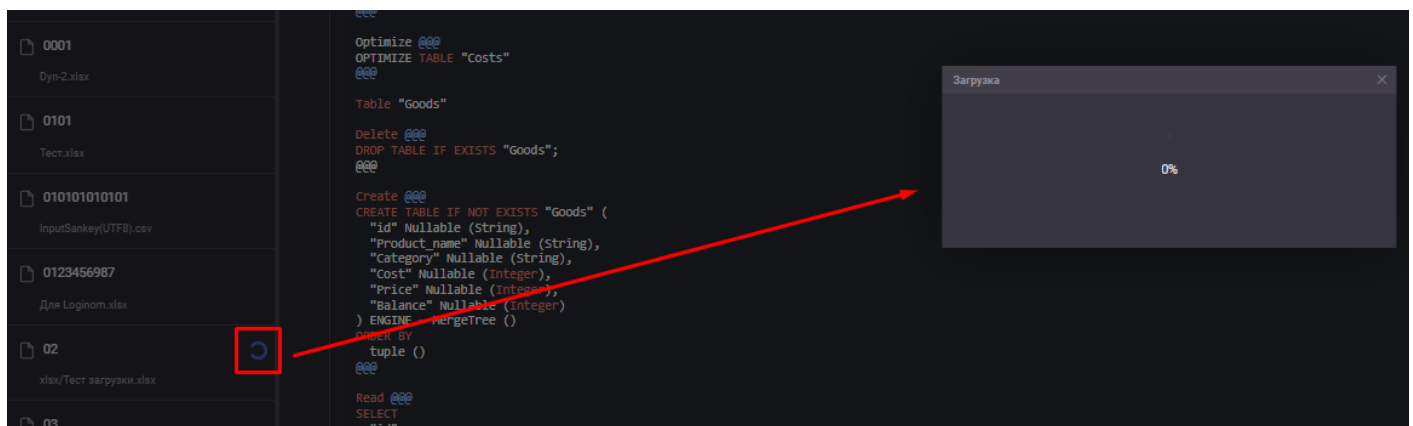 0001
Dyn-2.xlsx
0101
Тест.xlsx
010101010101
InputSankey(UTF8).csv
0123456987
Для Loginom.xlsx
02
xlsx/Тест загрузки.xlsx
03
@@@
Optimize @@@
OPTIMIZE TABLE "Costs"
@@@
Table "Goods"
Delete @@@
DROP TABLE IF EXISTS "Goods";
@@@
Create @@@
CREATE TABLE IF NOT EXISTS "Goods" (
"id" Nullable (String),
"Product_name" Nullable (String),
"Category" Nullable (String),
"Cost" Nullable (Integer),
"Price" Nullable (Integer),
"Balance" Nullable (Integer)
) ENGINE = MergeTree ()
ORDER BY
tuple ()
@@@
Read @@@
SELECT
"id"
Загрузка
0%